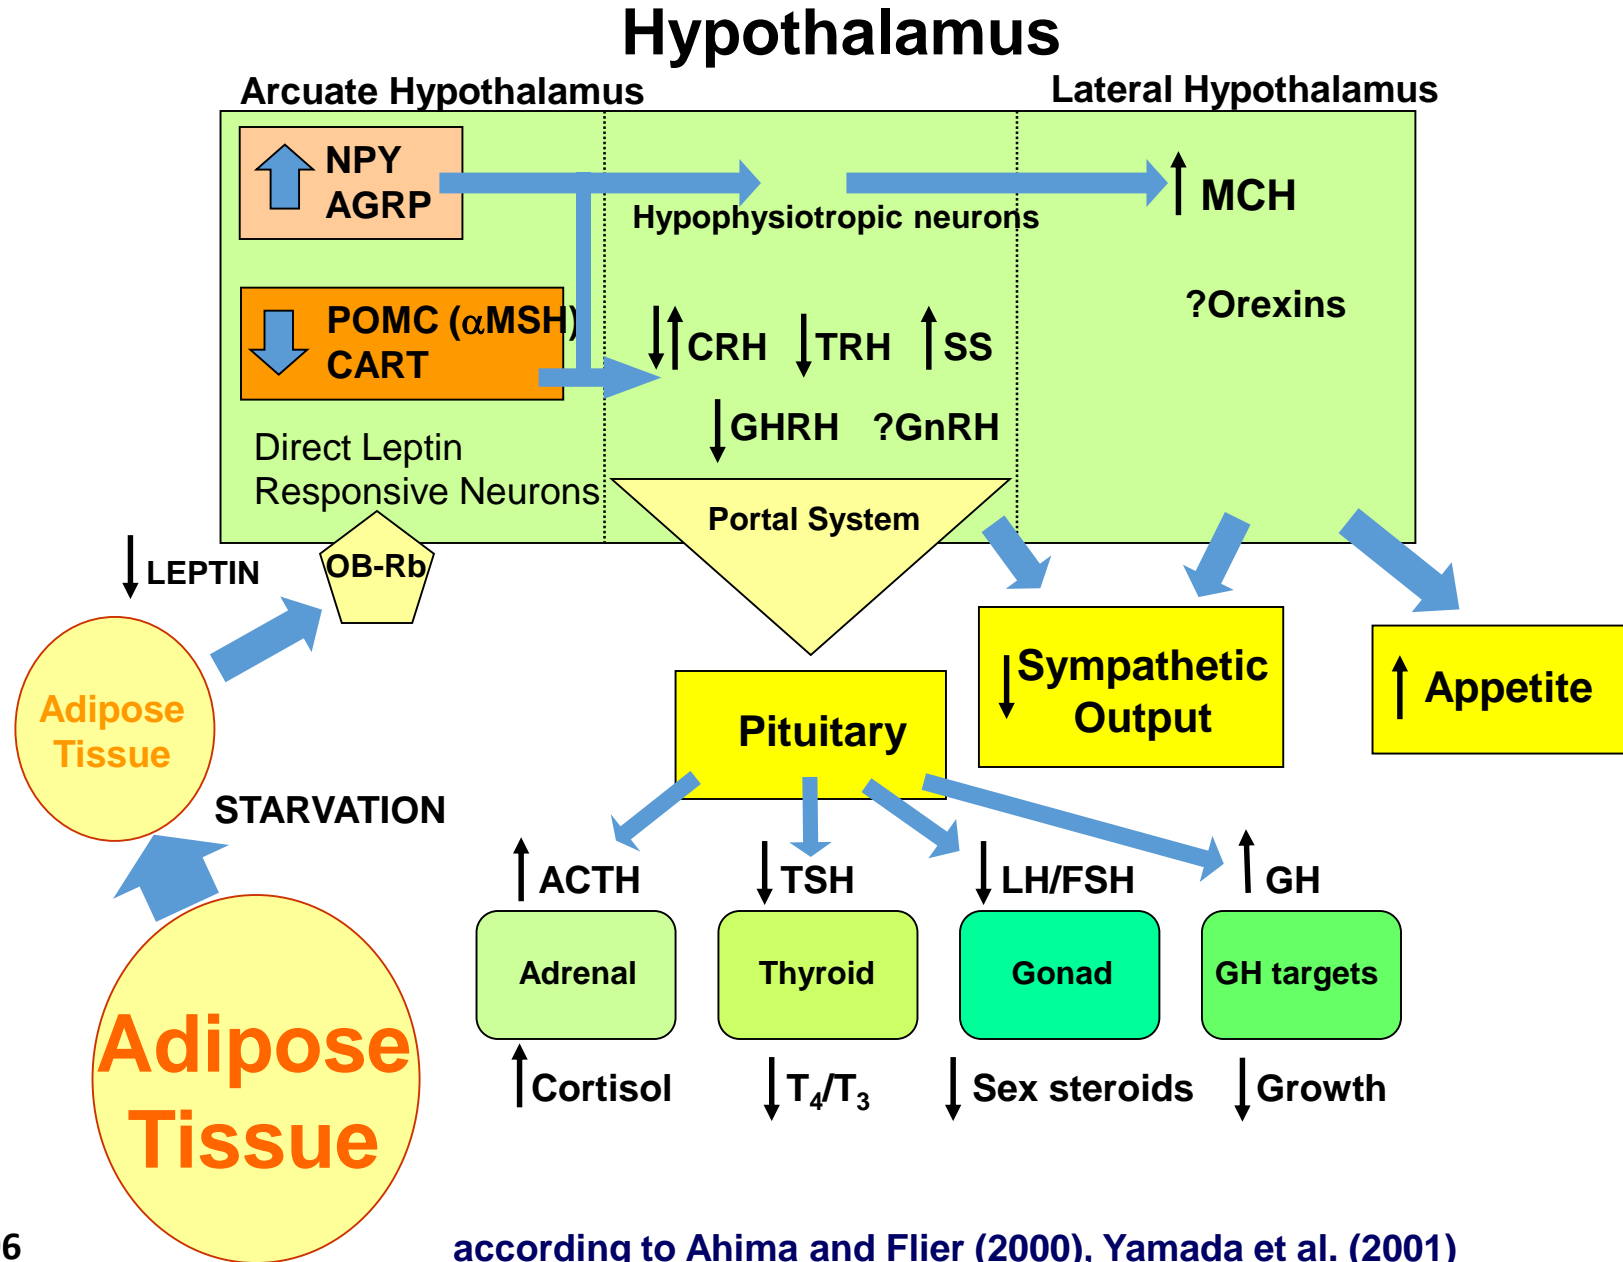 Hypothalamus
Arcuate Hypothalamus
Lateral Hypothalamus
NPY
AGRP
Hypophysiotropic neurons
MCH
?Orexins
POMC (αMSH)
CART
CRH TRH SS
GHRH ?GnRH
Direct Leptin
Responsive Neurons
Portal System
LEPTIN
OB-Rb
Adipose
Tissue
STARVATION
Pituitary
Sympathetic
Output
Appetite
ACTH TSH LH/FSH GH
Adrenal Thyroid Gonad GH targets
Cortisol T4/T3 Sex steroids Growth
Adipose
Tissue
6
according to Ahima and Flier (2000), Yamada et al. (2001)